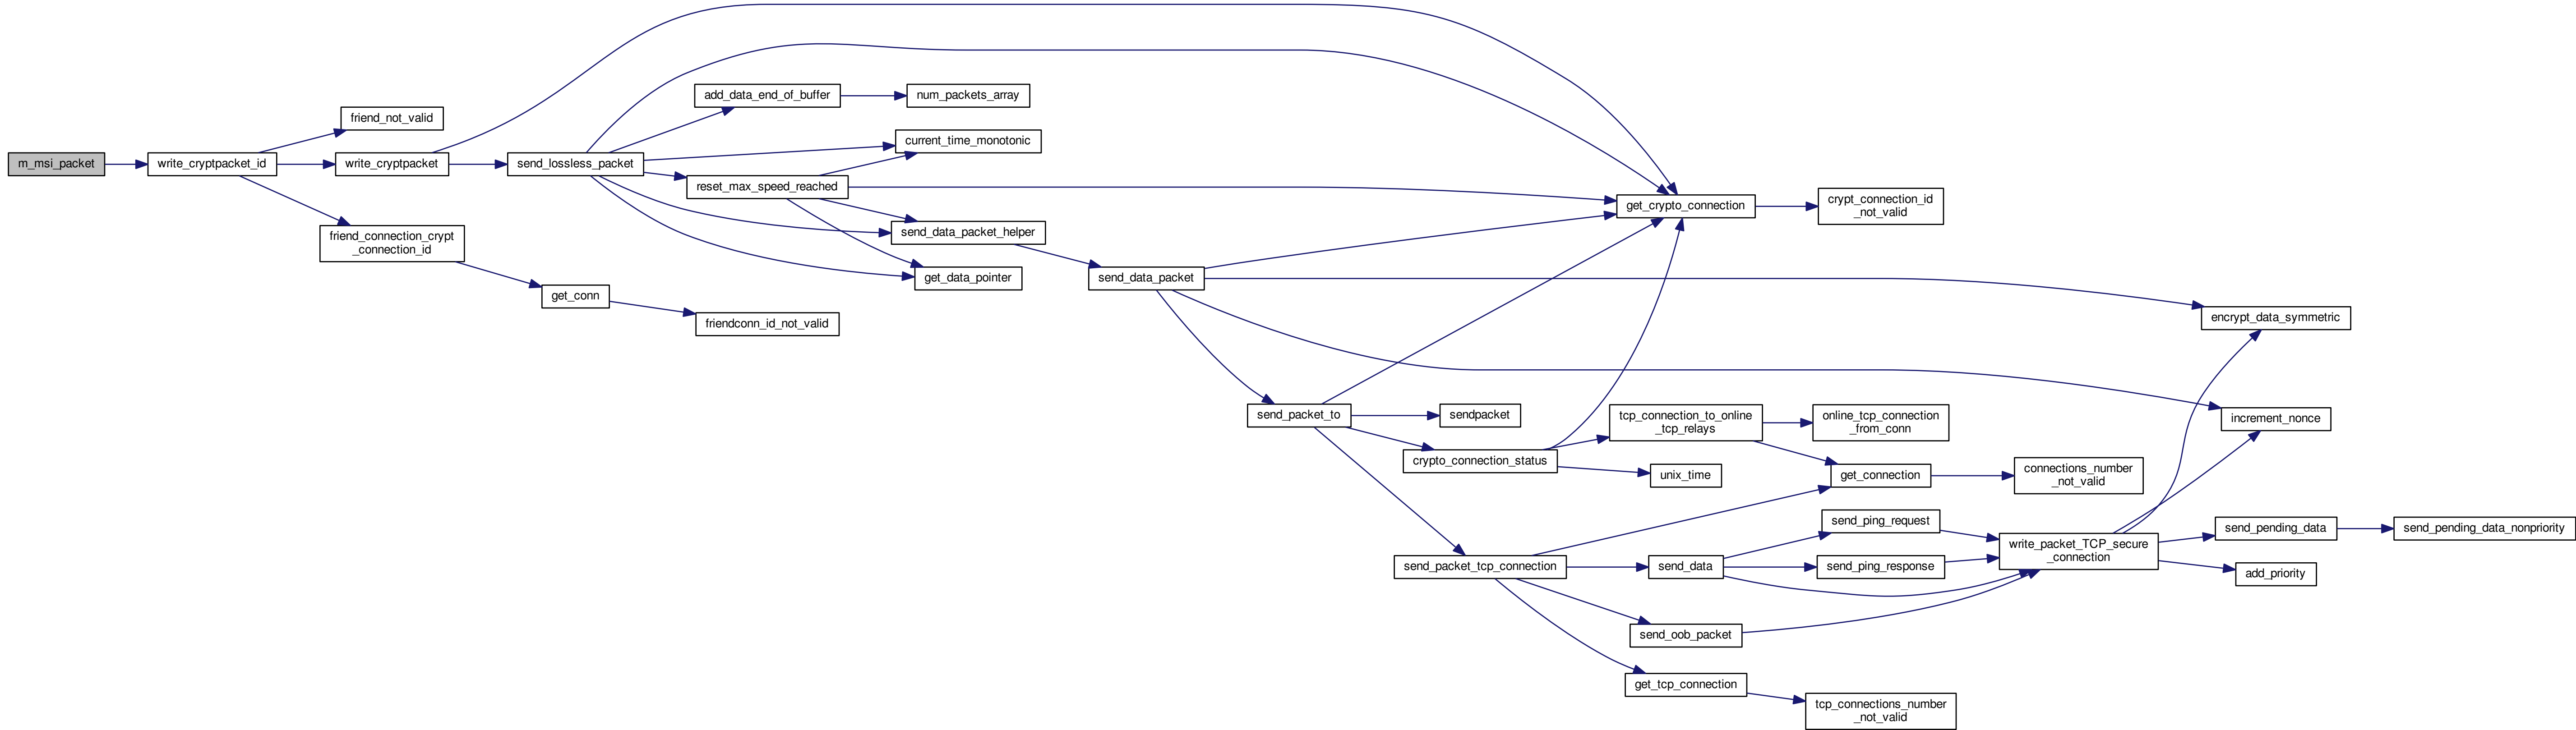 m_msi_packet
write_cryptpacket_id
friend_not_valid
write_cryptpacket
friend_connection_crypt
_connection_id
get_conn
friendconn_id_not_valid
send_lossless_packet
add_data_end_of_buffer
num_packets_array
current_time_monotonic
reset_max_speed_reached
send_data_packet_helper
get_data_pointer
send_data_packet
get_crypto_connection
crypt_connection_id
_not_valid
encrypt_data_symmetric
increment_nonce
send_packet_to
sendpacket
crypto_connection_status
tcp_connection_to_online
_tcp_relays
online_tcp_connection
_from_conn
unix_time
get_connection
connections_number
_not_valid
send_packet_tcp_connection
send_data
send_ping_request
send_ping_response
write_packet_TCP_secure
_connection
send_pending_data
send_pending_data_nonpriority
add_priority
send_oob_packet
get_tcp_connection
tcp_connections_number
_not_valid